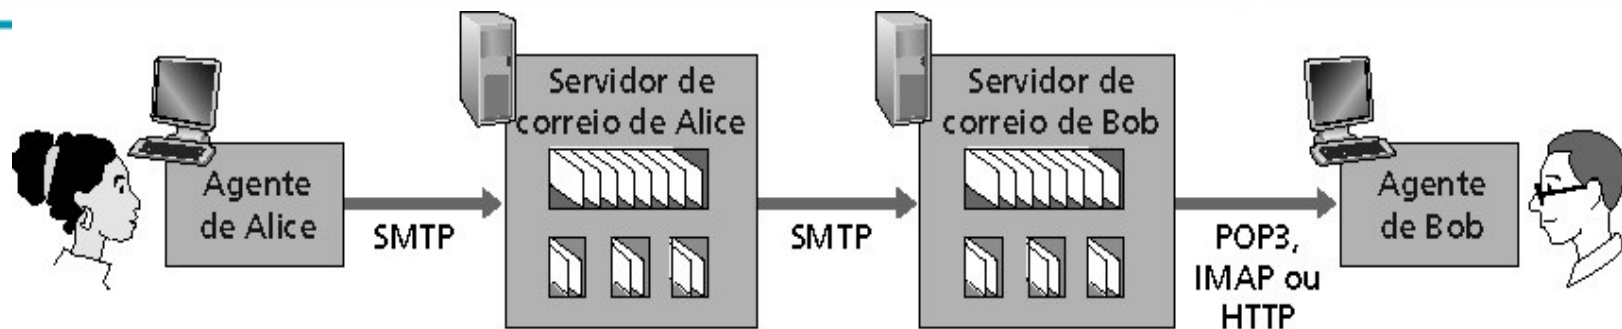 Agente
de Alice
SMTP
Servidor de
correio de Alice
SMTP
Servidor de
correio de Bob
POP3,
IMAP ou
HTTP
Agente
de Bob